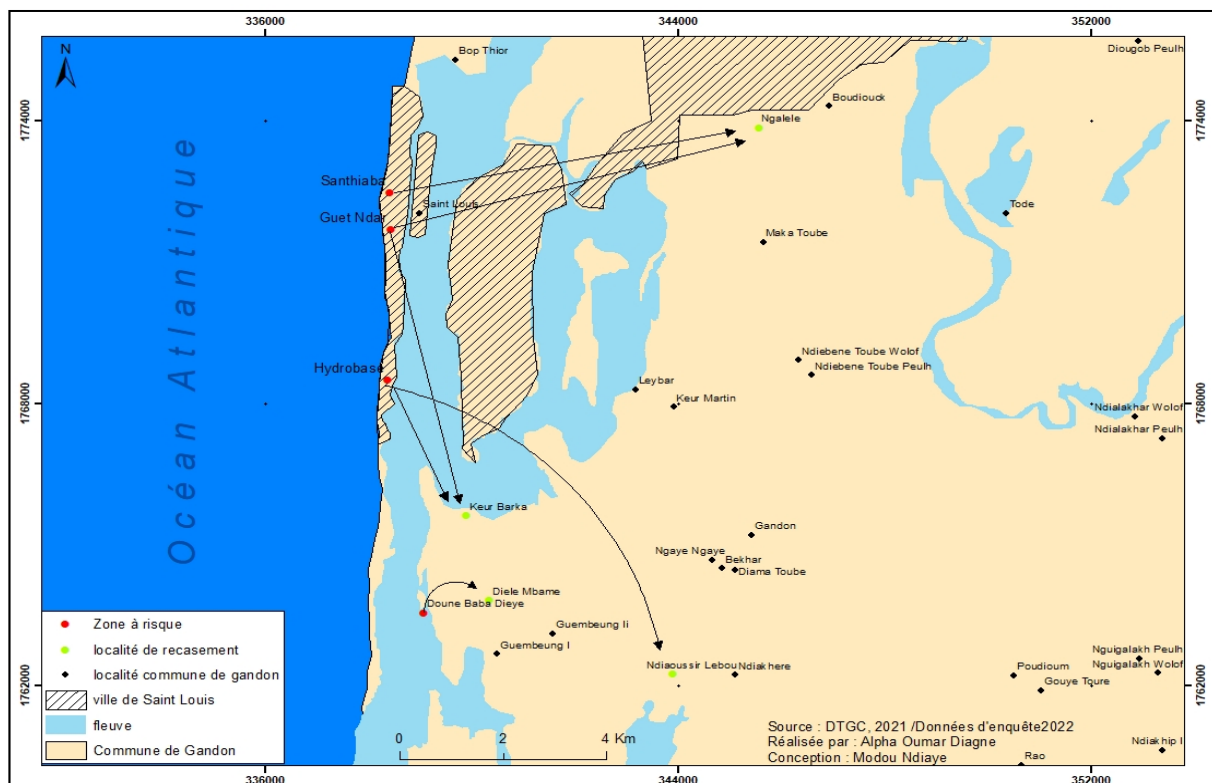 336000
344000
352000
N
Bop Thior
Diougob Peulh
Boudiouck
1774000
Ngalele
1774000
Santhiaba
Saint Louis
Guet Ndar
Tode
Maka Toube
Océan Atlantique
Ndiebene Toube Wolof
Hydrobase
Ndiebene Toube Peulh
Leybar
1768000
Keur Martin
Ndialakhar Wolof
1768000
Ndialakhar Peulh
Keur Barka
Gandon
Ngaye Ngaye
Bekhar
Diama Toube
Diele Mbame
Doune Baba Dieye
Guembeung Ii
Guembeung I
Nguigalakh Peulh
Nguigalakh Wolof
Ndiaoussir Lebou
Ndiakhere
Poudioum
1762000
Gouye Toure
1762000
Zone à risque
localité de recasement
localité commune de gandon
ville de Saint Louis
fleuve
Commune de Gandon
0 2 4 Km
Source : DTGC, 2021 /Données d'enquête2022
Réalisée par : Alpha Oumar Diagne
Conception : Modou Ndiaye
Ndiakhip I
Rao
336000
344000
352000